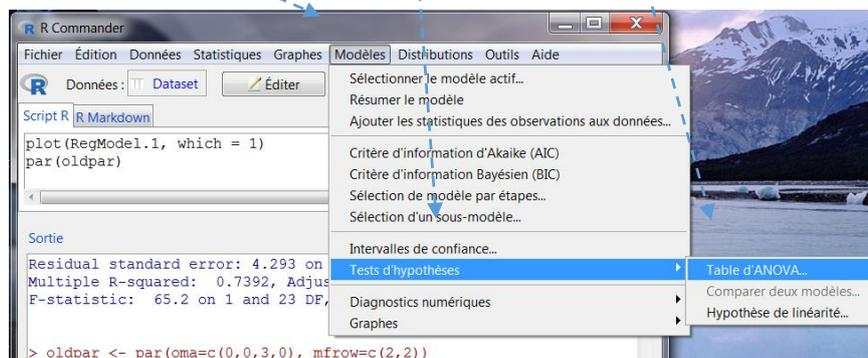 R Commander
Fichier Édition Données Statistiques Graphes Modèles Distributions Outils Aide
Données : Dataset Éditer
Script R R Markdown
plot(RegModel.1, which = 1)
par(oldpar)
Sortie
Residual standard error: 4.293 on
Multiple R-squared: 0.7392, Adjus
F-statistic: 65.2 on 1 and 23 DF,
> oldpar <- par(oma=c(0,0,3,0), mfrow=c(2,2))
Sélectionner le modèle actif...
Résumer le modèle
Ajouter les statistiques des observations aux données...
Critère d'information d'Akaike (AIC)
Critère d'information Bayésien (BIC)
Sélection de modèle par étapes...
Sélection d'un sous-modèle...
Intervalles de confiance...
Tests d'hypothèses
Diagnostics numériques
Graphes
Table d'ANOVA...
Comparer deux modèles...
Hypothèse de linéarité...